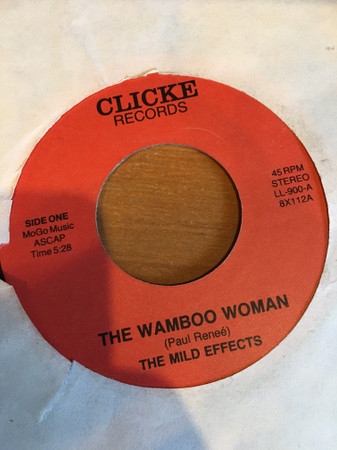 CLICKE
RECORDS
SIDE ONE
MoGo Music
ASCAP
Time 5:28
45 RPM
STEREO
LL-900-A
8X112A
THE WAMBOO WOMAN
(Paul Reneé)
THE MILD EFFECTS